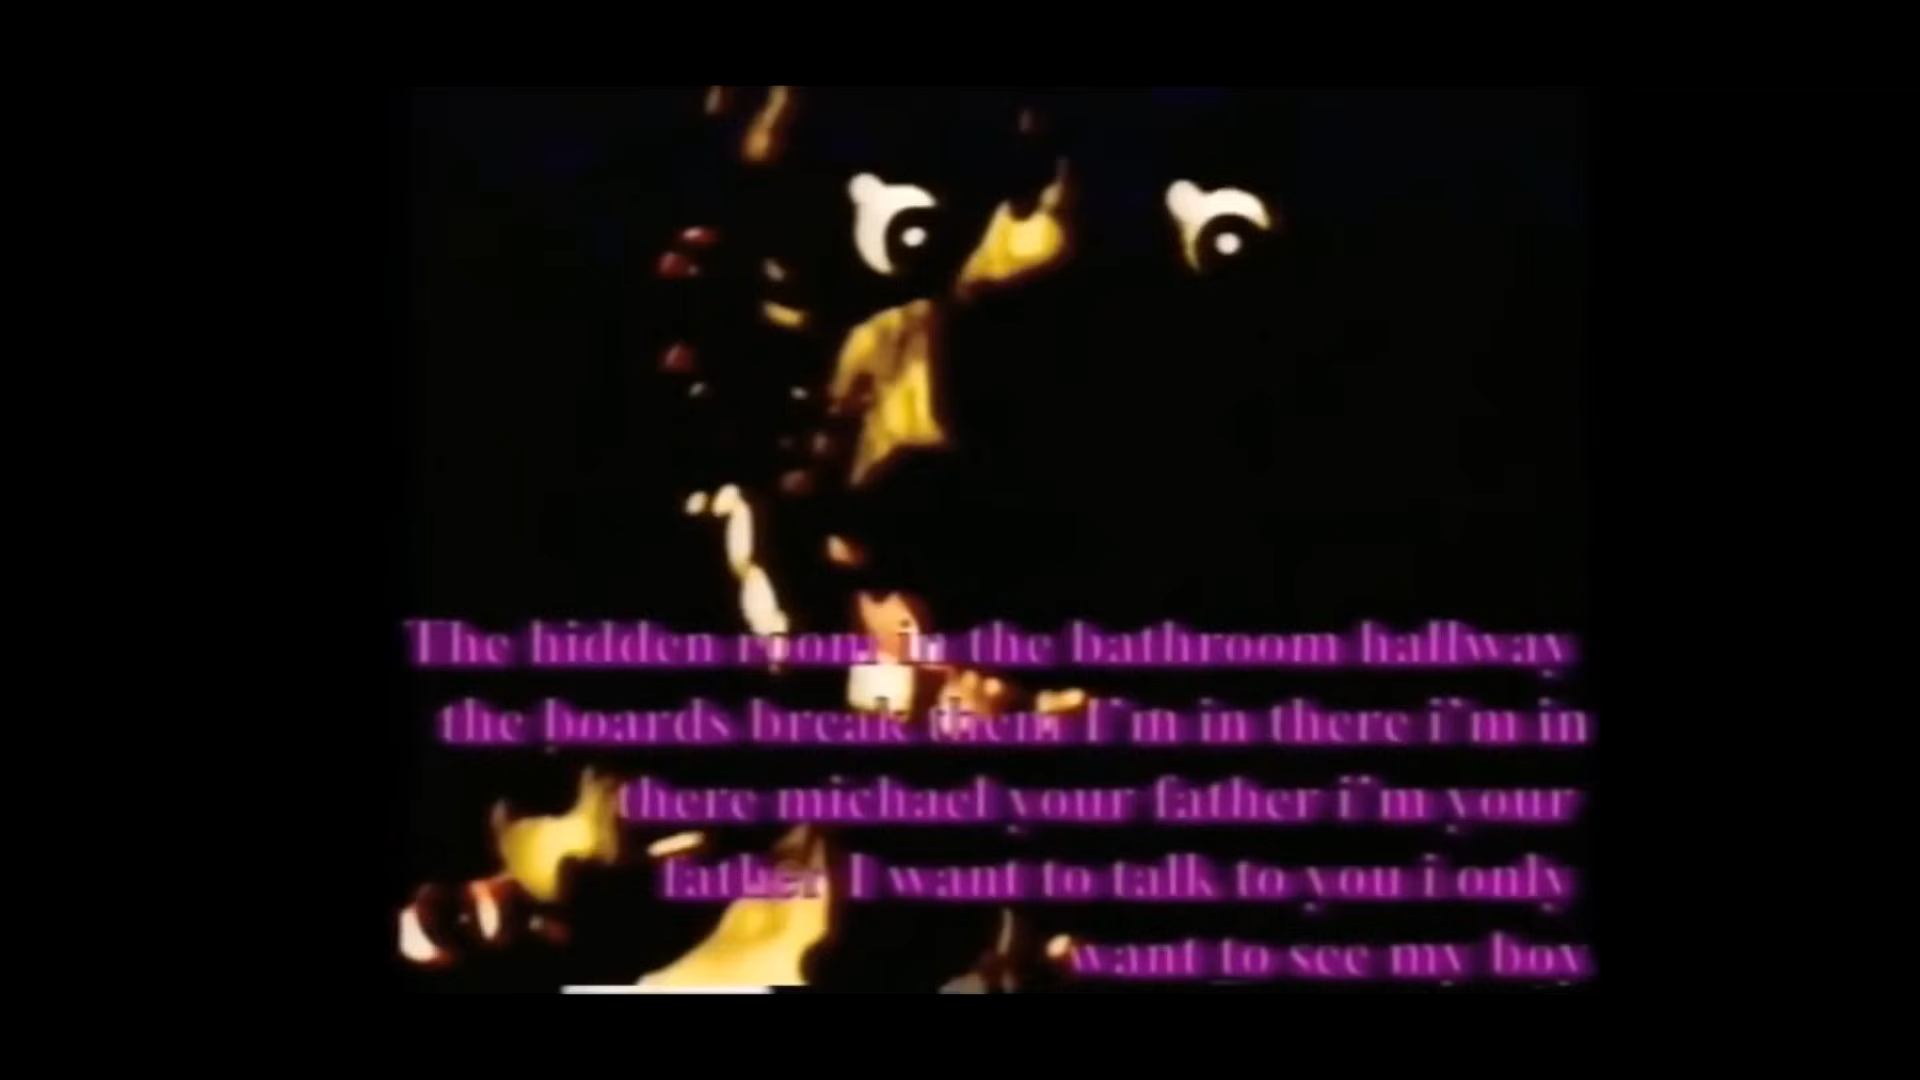 The hidden room in the bathroom hallway
the boards break them I'm in there i'm in
there michael your father i'm your
father I want to talk to you i only
want to see my boy